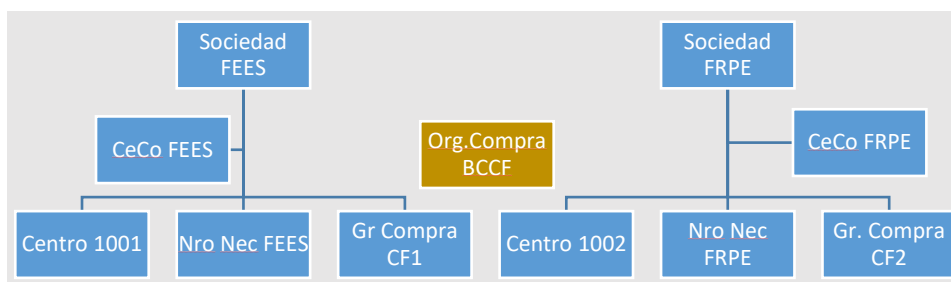 Sociedad
FEES
Sociedad
FRPE
CeCo FEES
Org.Compra
BCCF
CeCo FRPE
Centro 1001
Nro Nec FEES
Gr Compra
CF1
Centro 1002
Nro Nec
FRPE
Gr. Compra
CF2